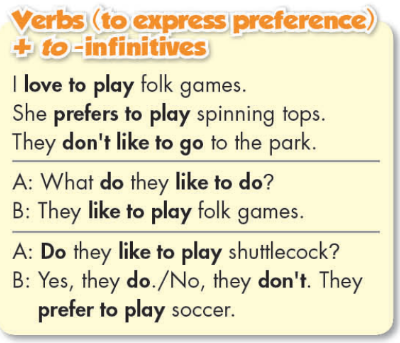 Verbs (to express preference)
+ to -infinitives
I love to play folk games.
She prefers to play spinning tops.
They don't like to go to the park.
A: What do they like to do?
B: They like to play folk games.
A: Do they like to play shuttlecock?
B: Yes, they do./No, they don't. They
prefer to play soccer.